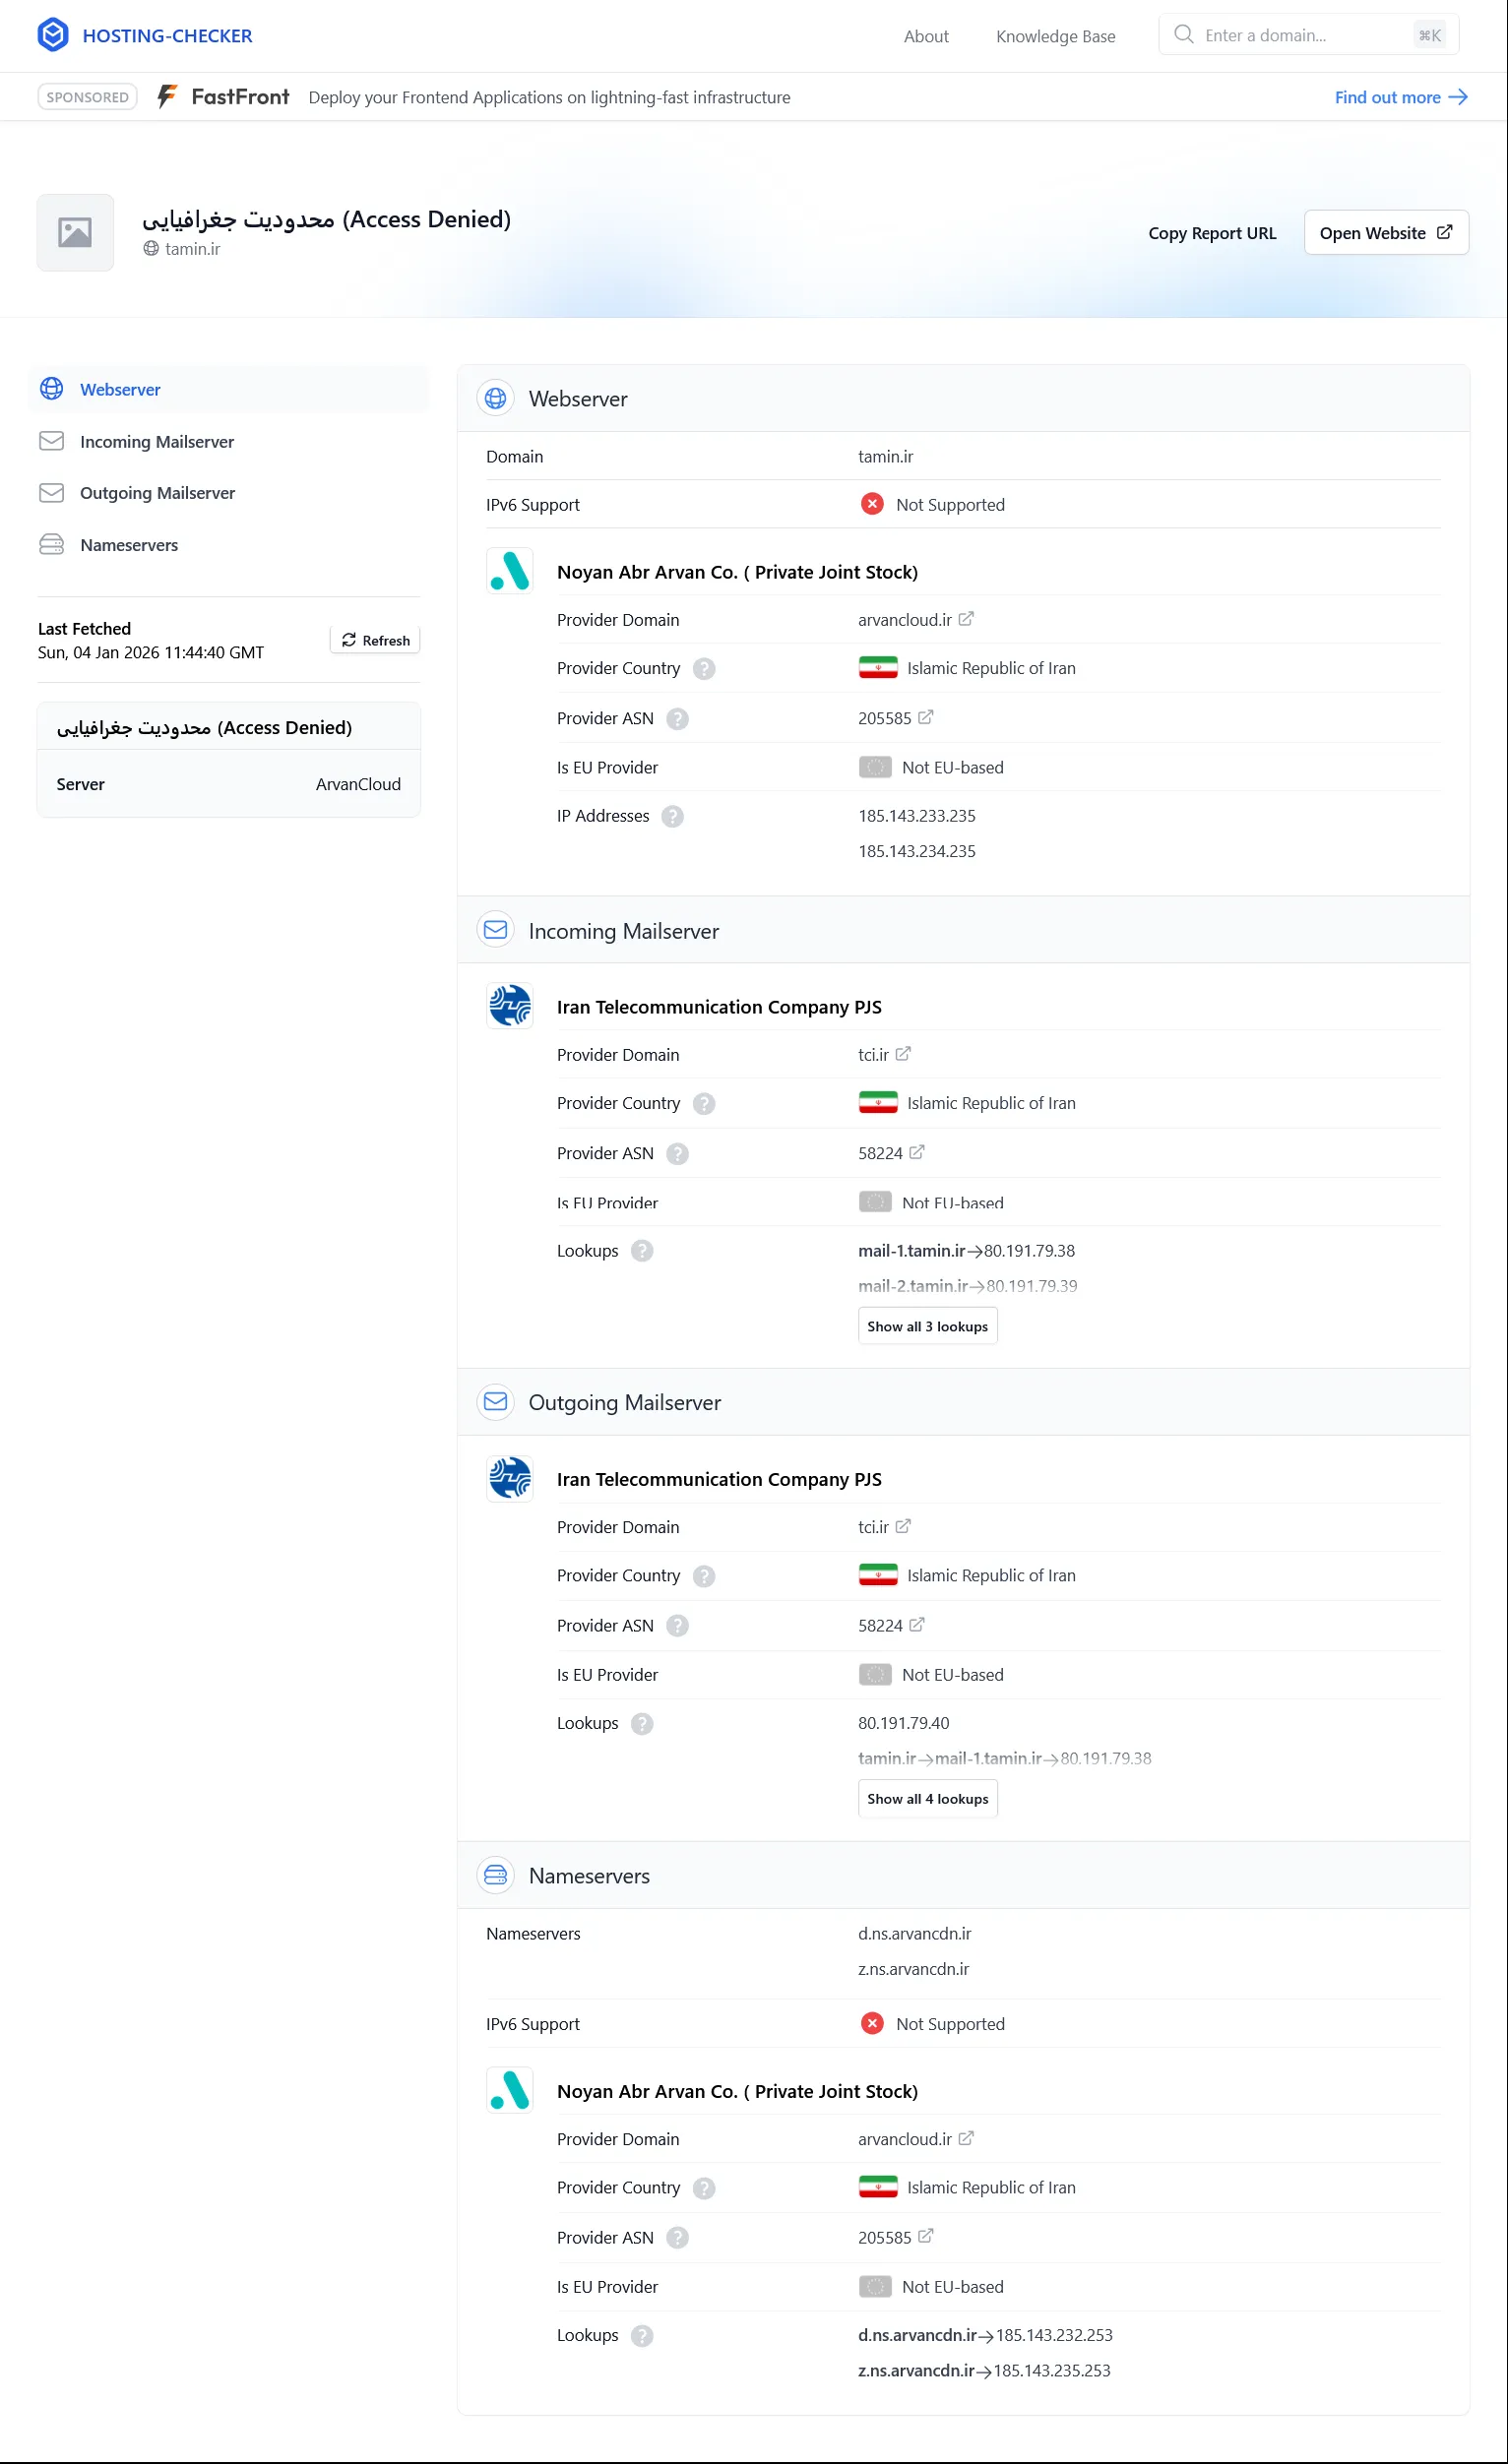 HOSTING-CHECKER
About
Knowledge Base
Enter a domain...
⌘K
SPONSORED
FastFront
Deploy your Frontend Applications on lightning-fast infrastructure
Find out more
محدودیت جغرافیایی (Access Denied)
tamin.ir
Copy Report URL
Open Website
Webserver
Incoming Mailserver
Outgoing Mailserver
Nameservers
Last Fetched
Sun, 04 Jan 2026 11:44:40 GMT
Refresh
محدودیت جغرافیایی (Access Denied)
Server ArvanCloud
Webserver
Domain tamin.ir
IPv6 Support Not Supported
Noyan Abr Arvan Co. ( Private Joint Stock)
Provider Domain arvancloud.ir
Provider Country ? Islamic Republic of Iran
Provider ASN ? 205585
Is EU Provider Not EU-based
IP Addresses ? 185.143.233.235
185.143.234.235
Incoming Mailserver
Iran Telecommunication Company PJS
Provider Domain tci.ir
Provider Country ? Islamic Republic of Iran
Provider ASN ? 58224
Is EU Provider Not EU-based
Lookups ? mail-1.tamin.ir→80.191.79.38
mail-2.tamin.ir→80.191.79.39
Show all 3 lookups
Outgoing Mailserver
Iran Telecommunication Company PJS
Provider Domain tci.ir
Provider Country ? Islamic Republic of Iran
Provider ASN ? 58224
Is EU Provider Not EU-based
Lookups ? 80.191.79.40
tamin.ir→mail-1.tamin.ir→80.191.79.38
Show all 4 lookups
Nameservers
Nameservers d.ns.arvancdn.ir
z.ns.arvancdn.ir
IPv6 Support Not Supported
Noyan Abr Arvan Co. ( Private Joint Stock)
Provider Domain arvancloud.ir
Provider Country ? Islamic Republic of Iran
Provider ASN ? 205585
Is EU Provider Not EU-based
Lookups ? d.ns.arvancdn.ir→185.143.232.253
z.ns.arvancdn.ir→185.143.235.253